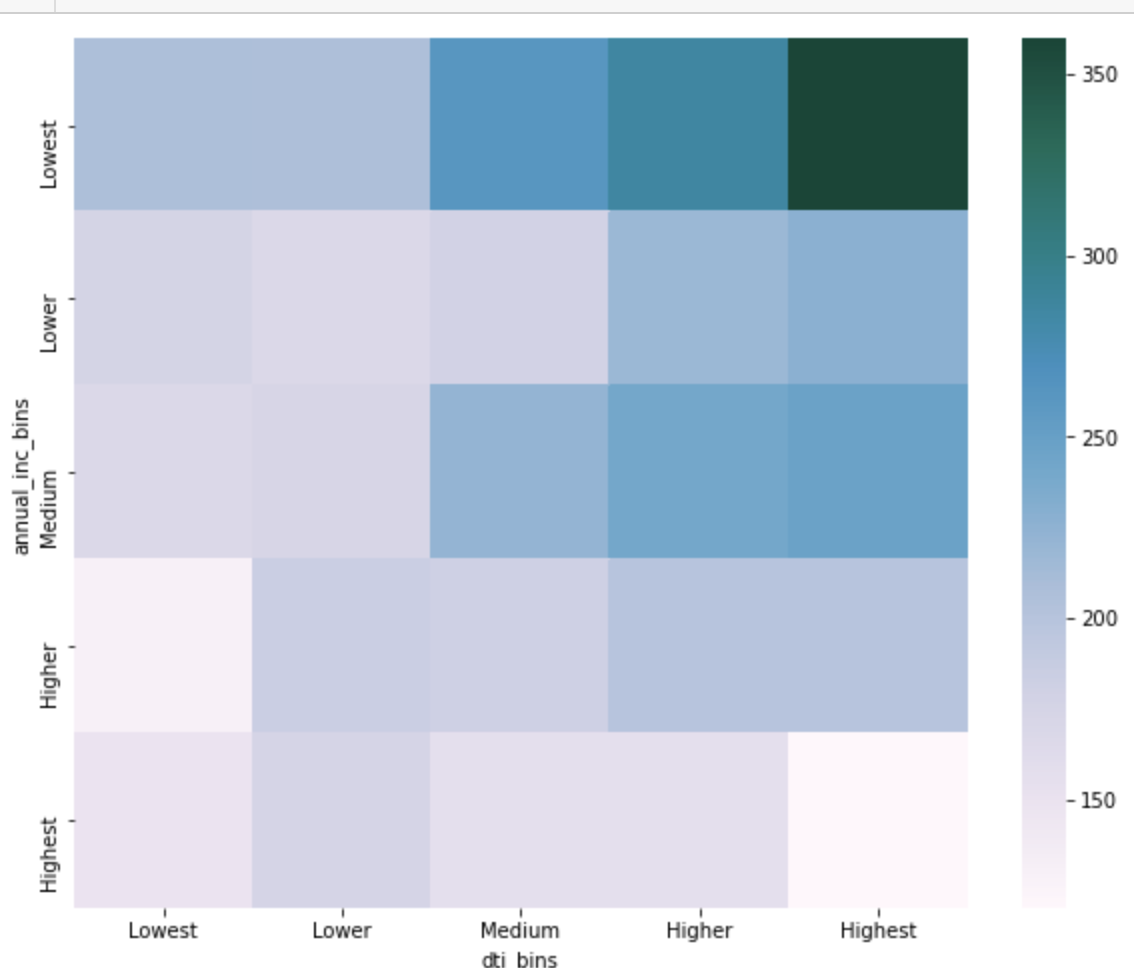 350
300
250
200
150
annual_inc_bins
Lowest
Lower
Medium
Higher
Highest
Lowest Lower Medium Higher Highest
dti_bins